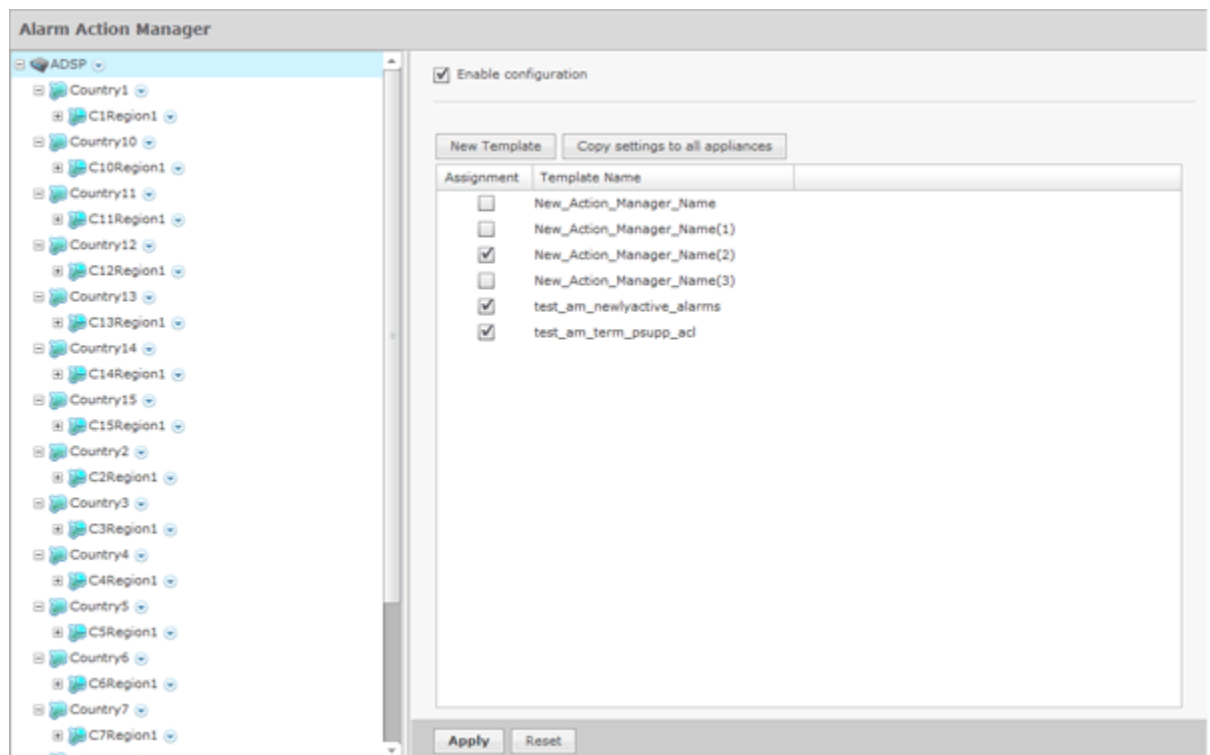 Alarm Action Manager
ADSP
Country1
C1Region1
Country10
C10Region1
Country11
C11Region1
Country12
C12Region1
Country13
C13Region1
Country14
C14Region1
Country15
C15Region1
Country2
C2Region1
Country3
C3Region1
Country4
C4Region1
Country5
C5Region1
Country6
C6Region1
Country7
C7Region1
Enable configuration
New Template
Copy settings to all appliances
Assignment Template Name
New_Action_Manager_Name
New_Action_Manager_Name(1)
New_Action_Manager_Name(2)
New_Action_Manager_Name(3)
test_am_newlyactive_alarms
test_am_term_psupp_acl
Apply Reset